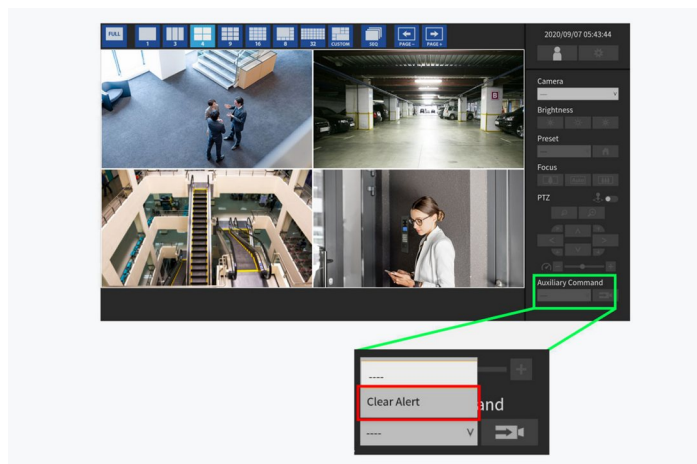 2020/09/07 05:43:44
FULL
1
3
4
9
16
8
32
CUSTOM
SEQ
PAGE -
PAGE +
Camera
----
Brightness
Preset
Focus
PTZ
B
Auxiliary Command
----
Clear Alert
and
----